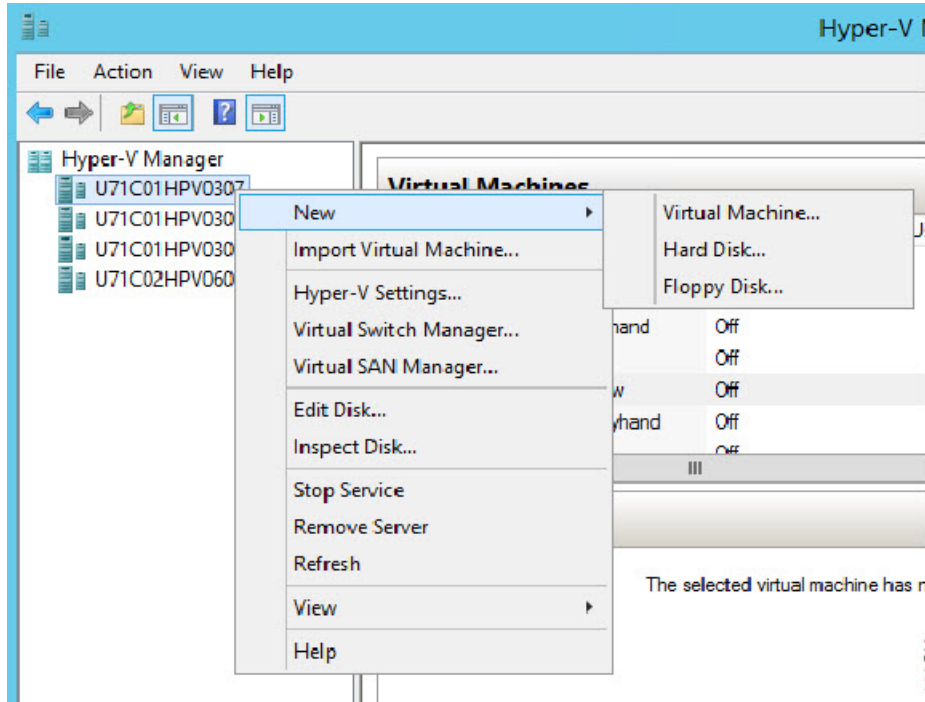 Hyper-V
File Action View Help
Hyper-V Manager
U71C01HPV0307
U71C01HPV030
U71C01HPV030
U71C02HPV060
Virtual Machines
New
Import Virtual Machine...
Hyper-V Settings...
Virtual Switch Manager...
Virtual SAN Manager...
Edit Disk...
Inspect Disk...
Stop Service
Remove Server
Refresh
View
Help
Virtual Machine...
Hard Disk...
Floppy Disk...
Off
Off
Off
Off
Off
The selected virtual machine has